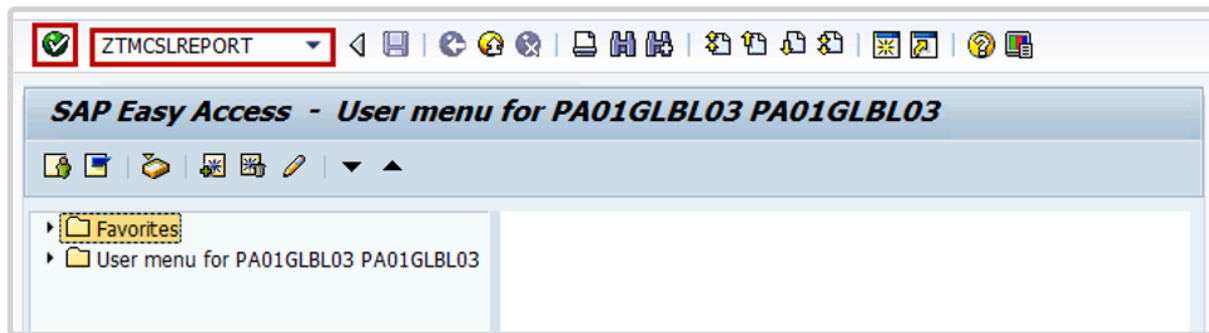 ZTMCSLREPORT
SAP Easy Access - User menu for PA01GLBL03 PA01GLBL03
Favorites
User menu for PA01GLBL03 PA01GLBL03